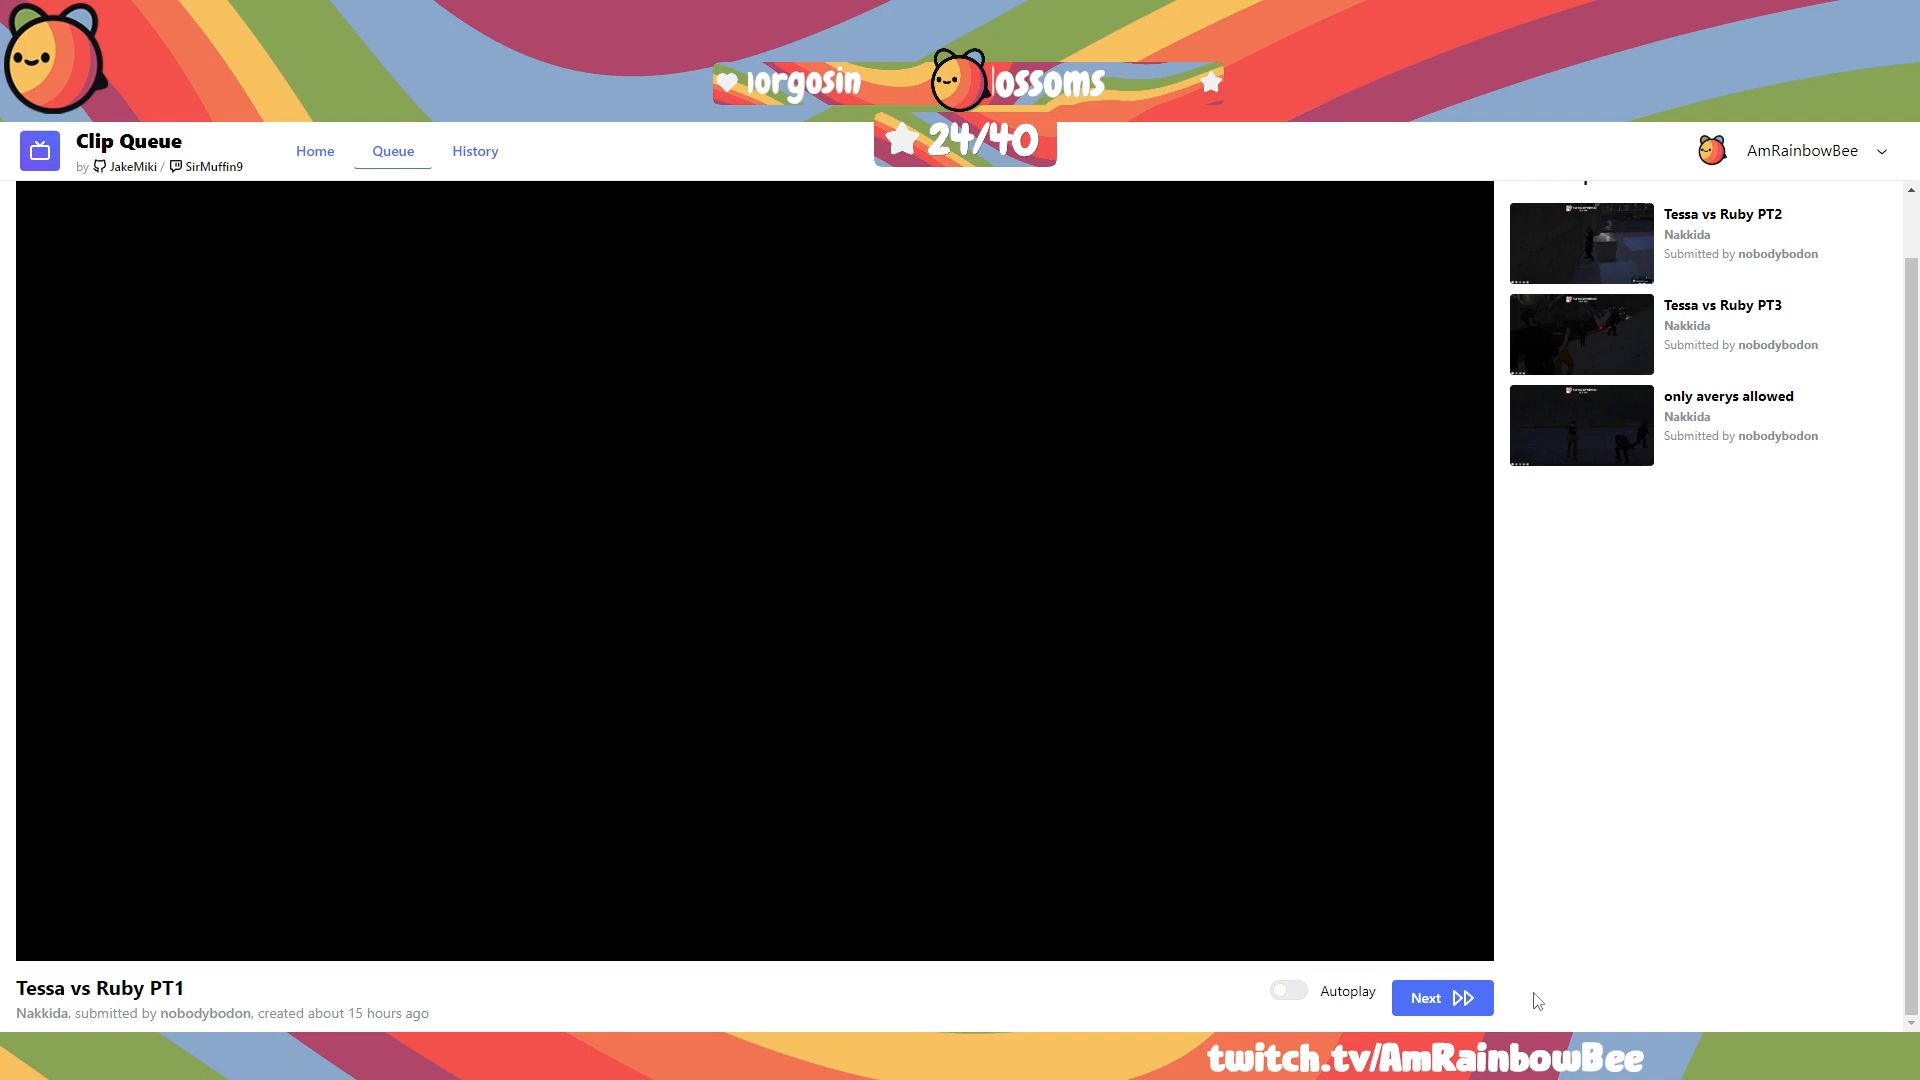 lorgosin
lossoms
24/40
Clip Queue
by JakeMiki / SirMuffin9
Home
Queue
History
AmRainbowBee
Tessa vs Ruby PT2
Nakkida
Submitted by nobodybodon
Tessa vs Ruby PT3
Nakkida
Submitted by nobodybodon
only averys allowed
Nakkida
Submitted by nobodybodon
Tessa vs Ruby PT1
Nakkida, submitted by nobodybodon, created about 15 hours ago
Autoplay
Next
twitch.tv/AmRainbowBee